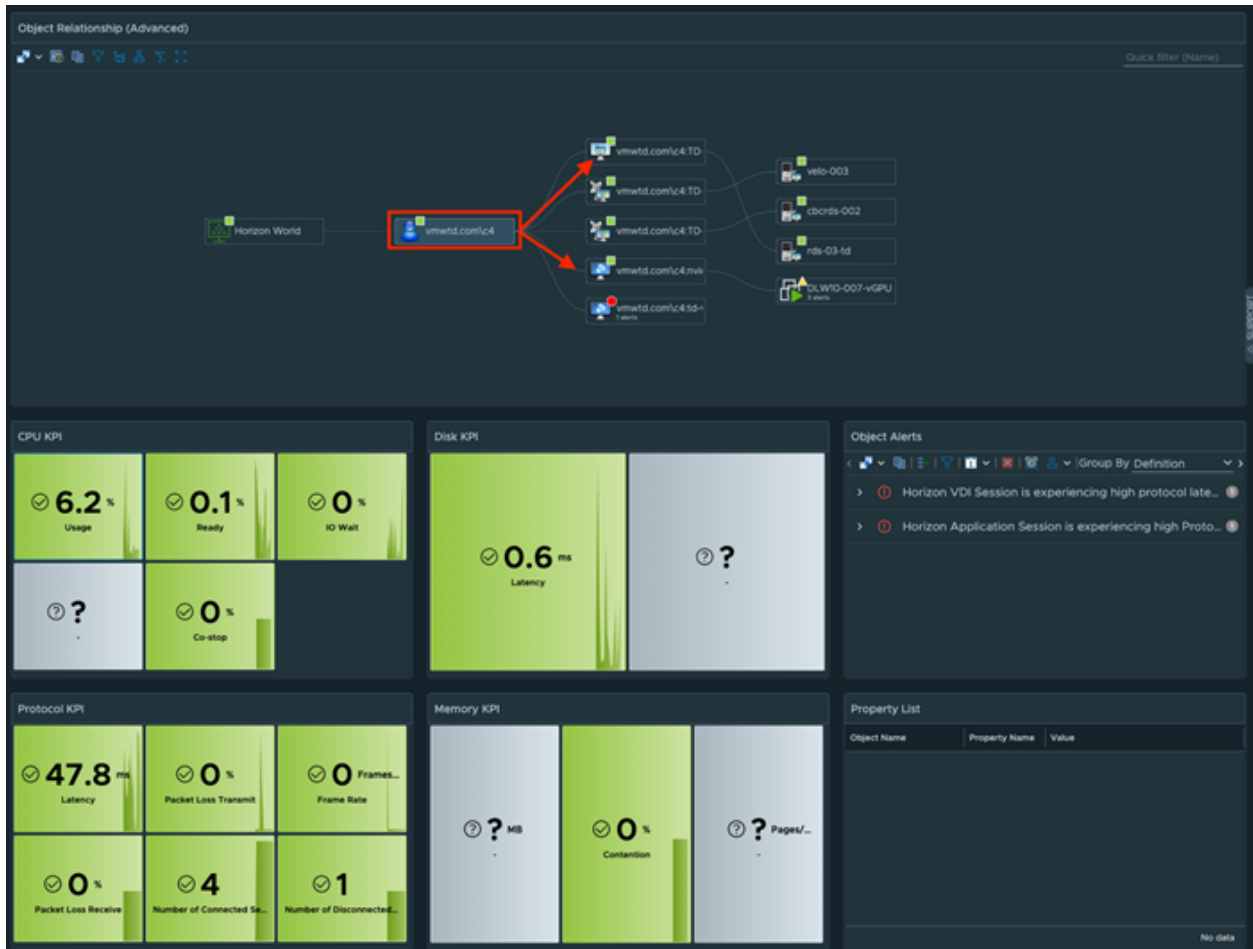 Object Relationship (Advanced)
Quick filter (Name)
vmwtd.com\c4:TD-
velo-003
vmwtd.com\c4:TD-
cbcrds-002
Horizon World
vmwtd.com\c4
vmwtd.com\c4:TD-
rds-03-td
vmwtd.com\c4:nvi
DLW10-007-vGPU
3 alerts
vmwtd.com\c4:td-
1 alerts
SUPPORT
CPU KPI
6.2 %
Usage
0.1 %
Ready
0 %
IO Wait
? ?
-
0 %
Co-stop
Disk KPI
0.6 ms
Latency
? ?
-
Object Alerts
Group By Definition
Horizon VDI Session is experiencing high protocol late... 1
Horizon Application Session is experiencing high Proto... 1
Protocol KPI
47.8 ms
Latency
0 %
Packet Loss Transmit
0 Frames...
Frame Rate
0 %
Packet Loss Receive
4
Number of Connected Se...
1
Number of Disconnected...
Memory KPI
? ? MB
-
0 %
Contention
? ? Pages/...
-
Property List
Object Name Property Name Value
No data